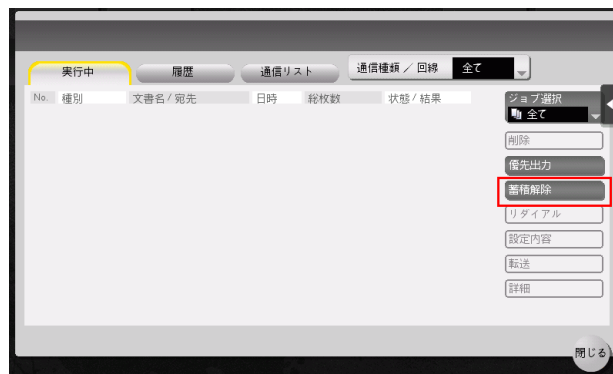 実行中 履歴 通信リスト 通信種類 / 回線 全て
No. 種別 文書名/宛先 日時 総枚数 状態/結果 ジョブ選択
全て
削除
優先出力
蓄積解除
リダイアル
設定内容
転送
詳細
閉じる